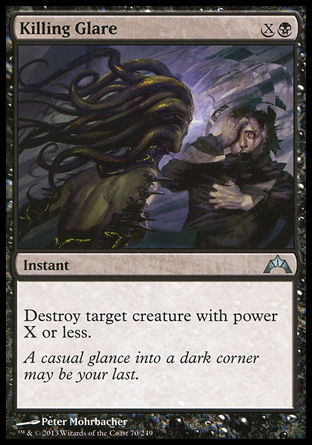 Killing Glare X
Instant
Destroy target creature with power
X or less.
A casual glance into a dark corner
may be your last.
Peter Mohrbacher
™ & © 2013 Wizards of the Coast 70/249